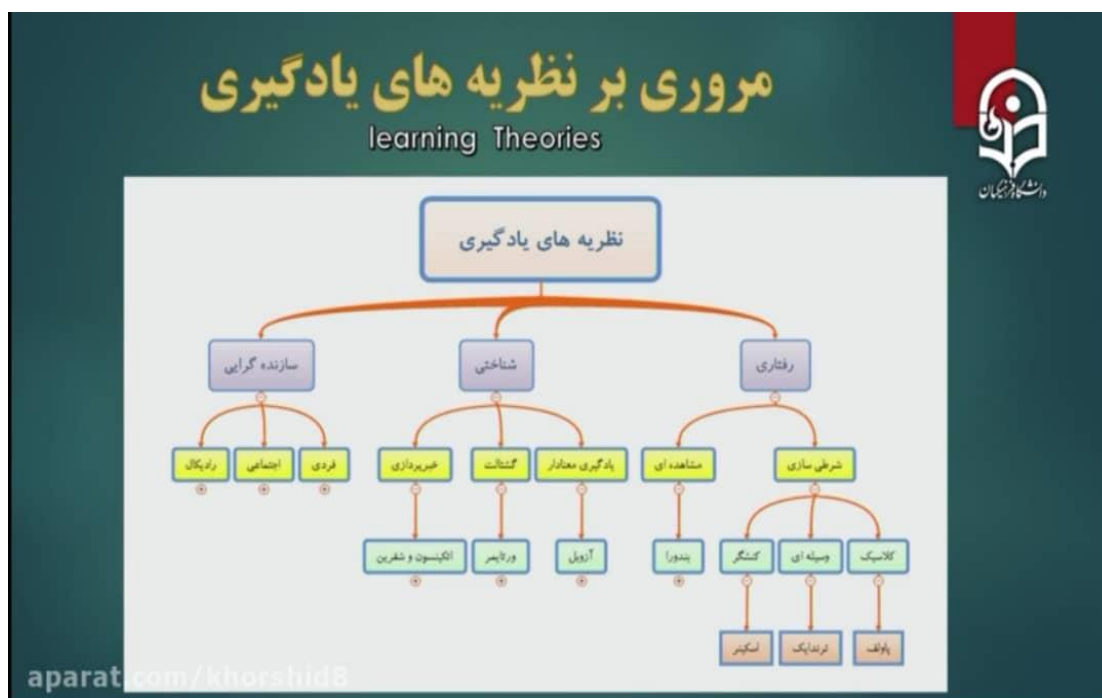 مروری بر نظریه های یادگیری
learning Theories
دانشگاه فرهنگیان
نظریه های یادگیری
رفتاری
شناختی
سازنده گرایی
شرطی سازی
مشاهده ای
یادگیری معنادار
گشتالت
خبرپردازی
فردی
اجتماعی
رادیکال
کلاسیک
وسیله ای
کنشگر
بندورا
آزوبل
ورتایمر
اتکینسون و شفرین
پاولف
ثرندایک
اسکینر
aparat.com/khorshid8